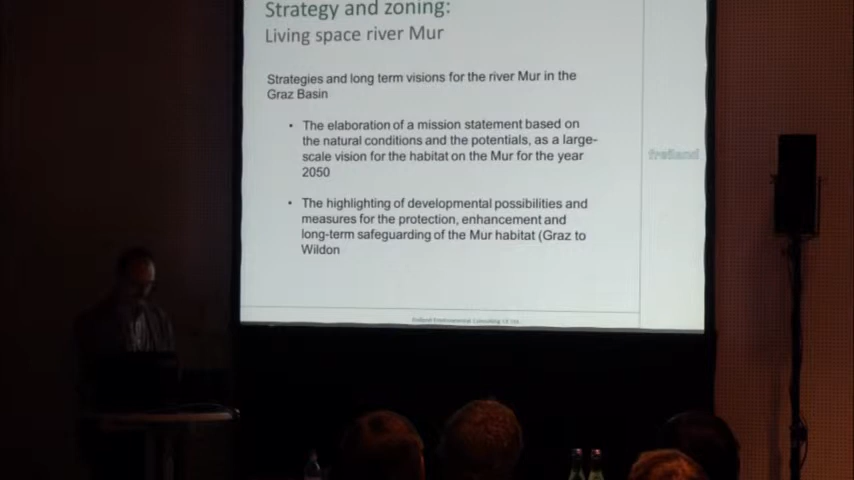 Strategy and zoning:
Living space river Mur
Strategies and long term visions for the river Mur in the
Graz Basin
• The elaboration of a mission statement based on
the natural conditions and the potentials, as a large-
scale vision for the habitat on the Mur for the year
2050
• The highlighting of developmental possibilities and
measures for the protection, enhancement and
long-term safeguarding of the Mur habitat (Graz to
Wildon
freiland
freiland Environmental Consulting